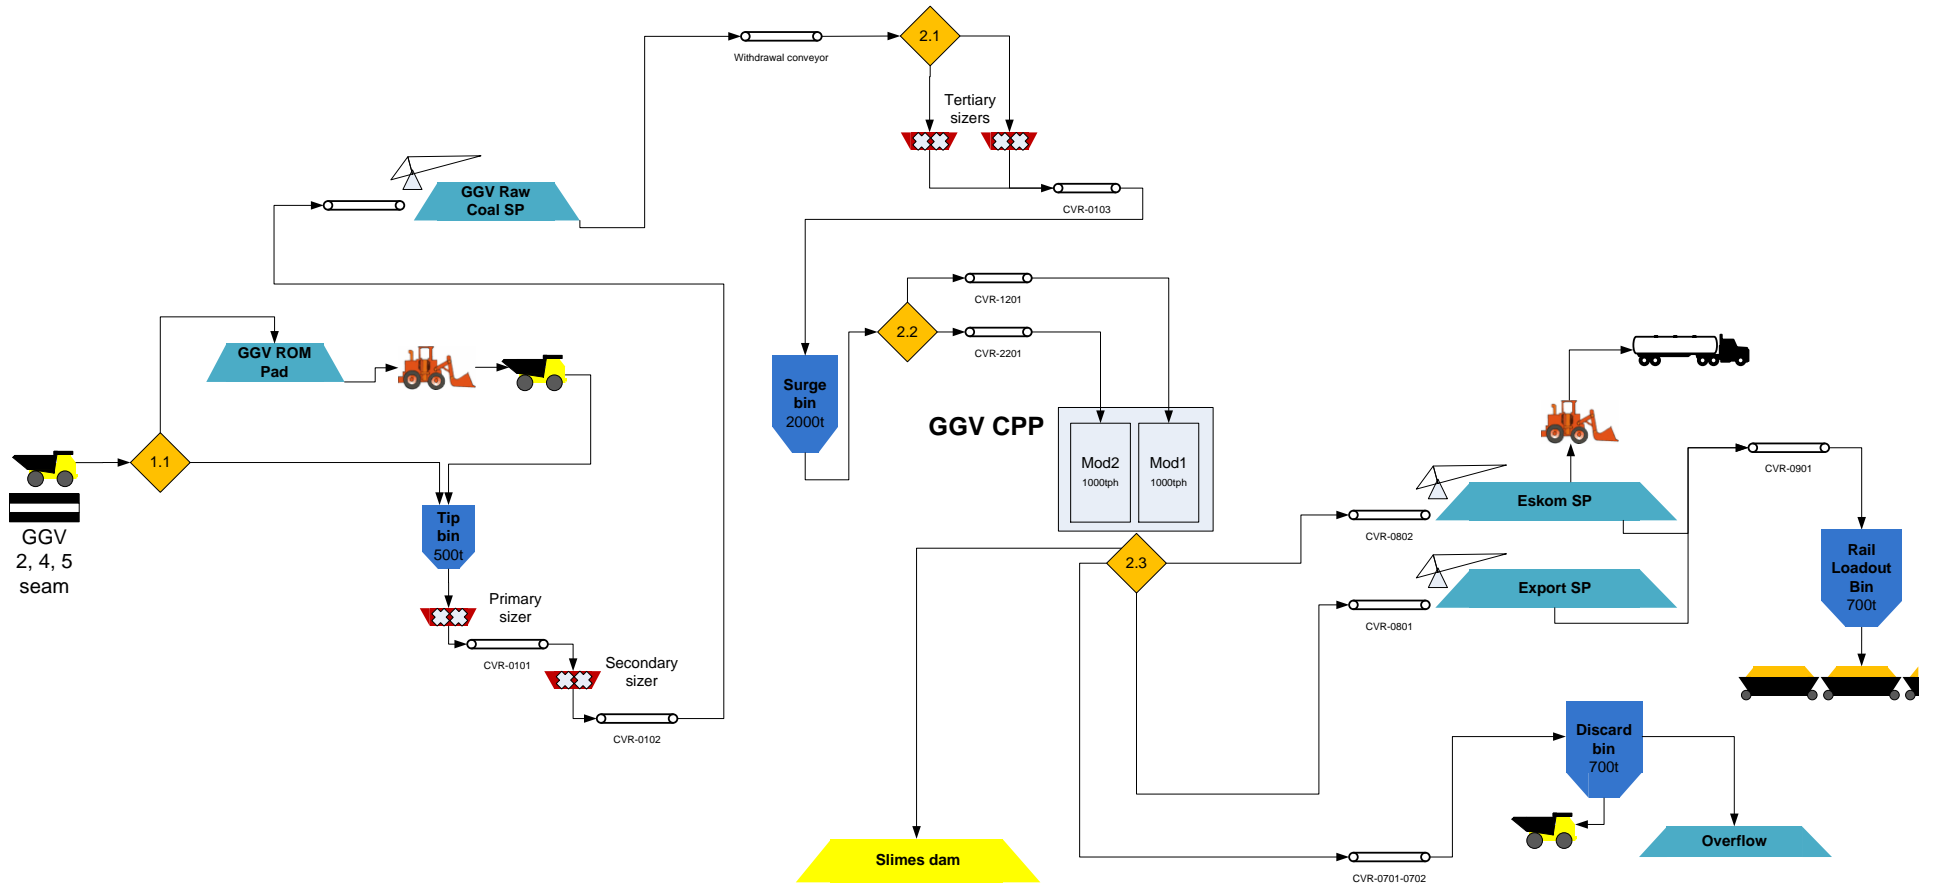 2.1
Withdrawal conveyor
Tertiary
sizers
GGV Raw
Coal SP
CVR-0103
CVR-1201
2.2
CVR-2201
GGV ROM
Pad
Surge
bin
2000t
GGV CPP
Mod2
1000tph
Mod1
1000tph
1.1
GGV
2, 4, 5
seam
Tip
bin
500t
Primary
sizer
CVR-0101
Secondary
sizer
CVR-0102
2.3
CVR-0802
Eskom SP
CVR-0901
CVR-0801
Export SP
Rail
Loadout
Bin
700t
Discard
bin
700t
Slimes dam
CVR-0701-0702
Overflow